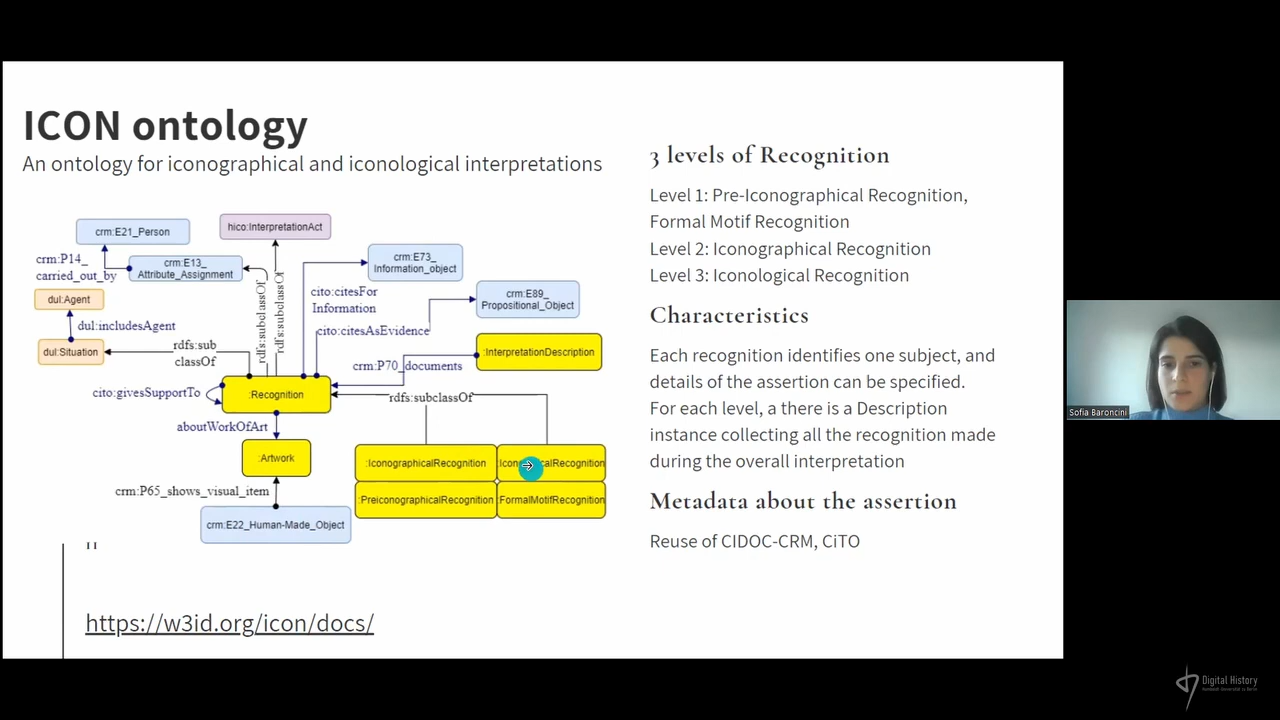 ICON ontology
An ontology for iconographical and iconological interpretations
crm:E21_Person
hico:InterpretationAct
crm:P14_
carried_out_by
crm:E13_
Attribute_Assignment
rdfs:subclassOf
rdfs:subclassOf
crm:E73_
Information_object
cito:citesFor
Information
crm:E89_
Propositional_Object
dul:Agent
dul:includesAgent
cito:citesAsEvidence
dul:Situation
rdfs:sub
classOf
:InterpretationDescription
crm:P70_documents
cito:givesSupportTo
:Recognition
rdfs:subclassOf
aboutWorkOfArt
:Artwork
:IconographicalRecognition
:PreiconographicalRecognition
:FormalMotifRecognition
crm:P65_shows_visual_item
crm:E22_Human-Made_Object
https://w3id.org/icon/docs/
3 levels of Recognition
Level 1: Pre-Iconographical Recognition,
Formal Motif Recognition
Level 2: Iconographical Recognition
Level 3: Iconological Recognition
Characteristics
Each recognition identifies one subject, and
details of the assertion can be specified.
For each level, a there is a Description
instance collecting all the recognition made
during the overall interpretation
Metadata about the assertion
Reuse of CIDOC-CRM, CiTO
Sofia Baroncini
Digital History